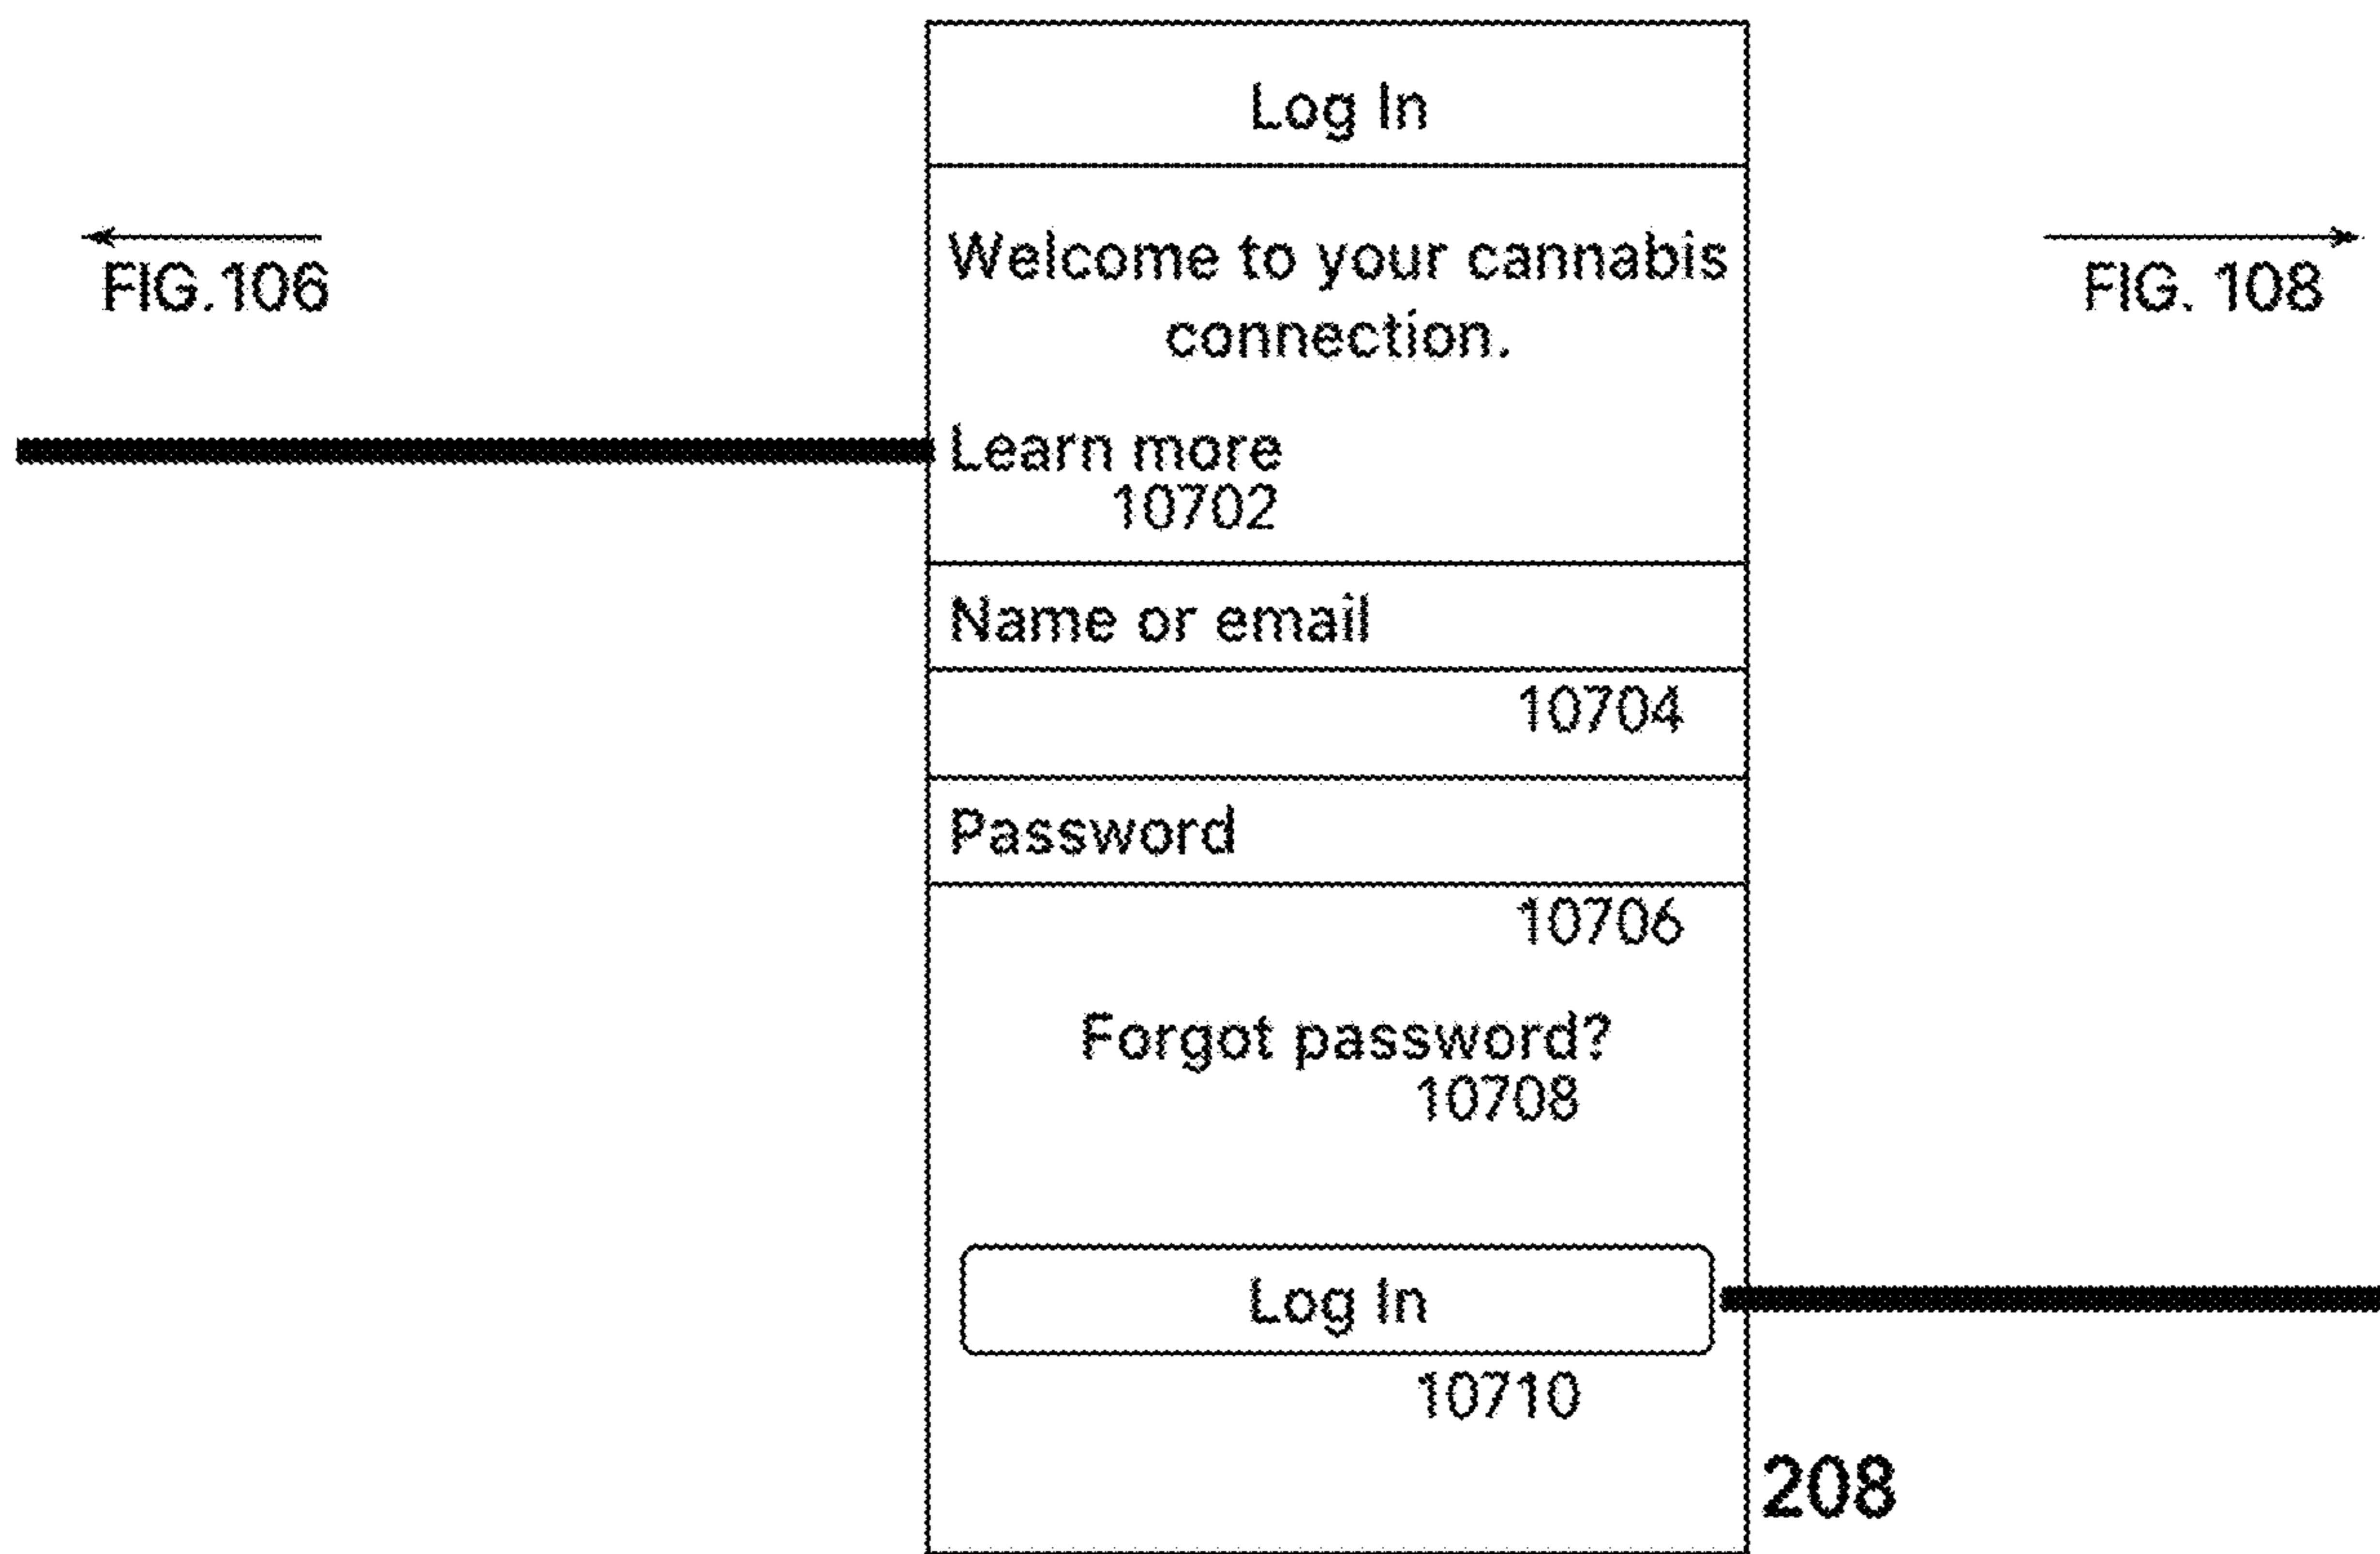 Log In
FIG.106
FIG. 108
Welcome to your cannabis
connection.
Learn more
10702
Name or email
10704
Password
10706
Forgot password?
10708
Log In
10710
208